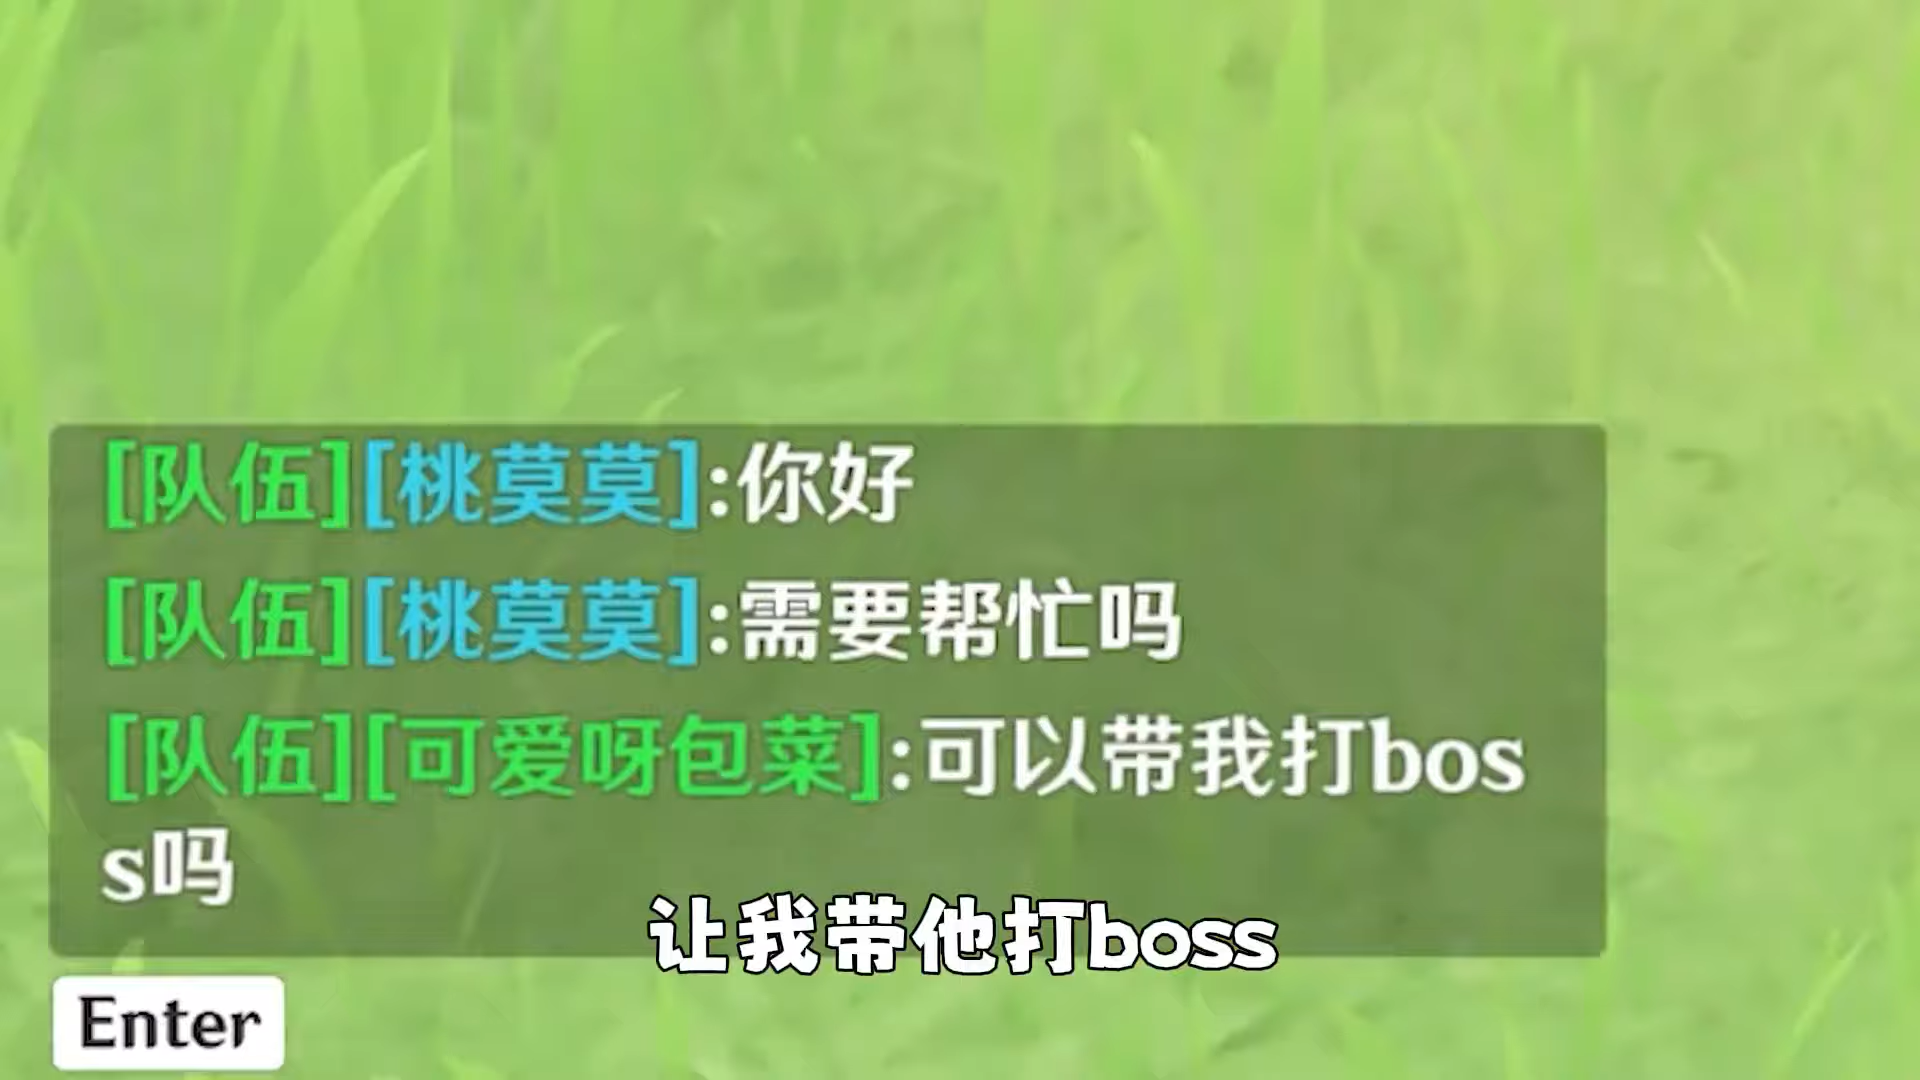 [队伍][桃莫莫]:你好
[队伍][桃莫莫]:需要帮忙吗
[队伍][可爱呀包菜]:可以带我打bos
s吗
让我带他打boss
Enter